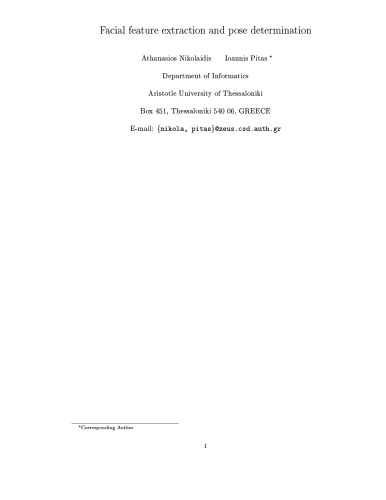 Facial feature extraction and pose determination
Athanasios Nikolaidis Ioannis Pitas *
Department of Informatics
Aristotle University of Thessaloniki
Box 451, Thessaloniki 540 06, GREECE
E-mail: {nikola, pitas}@zeus.csd.auth.gr
*Corresponding Author
1